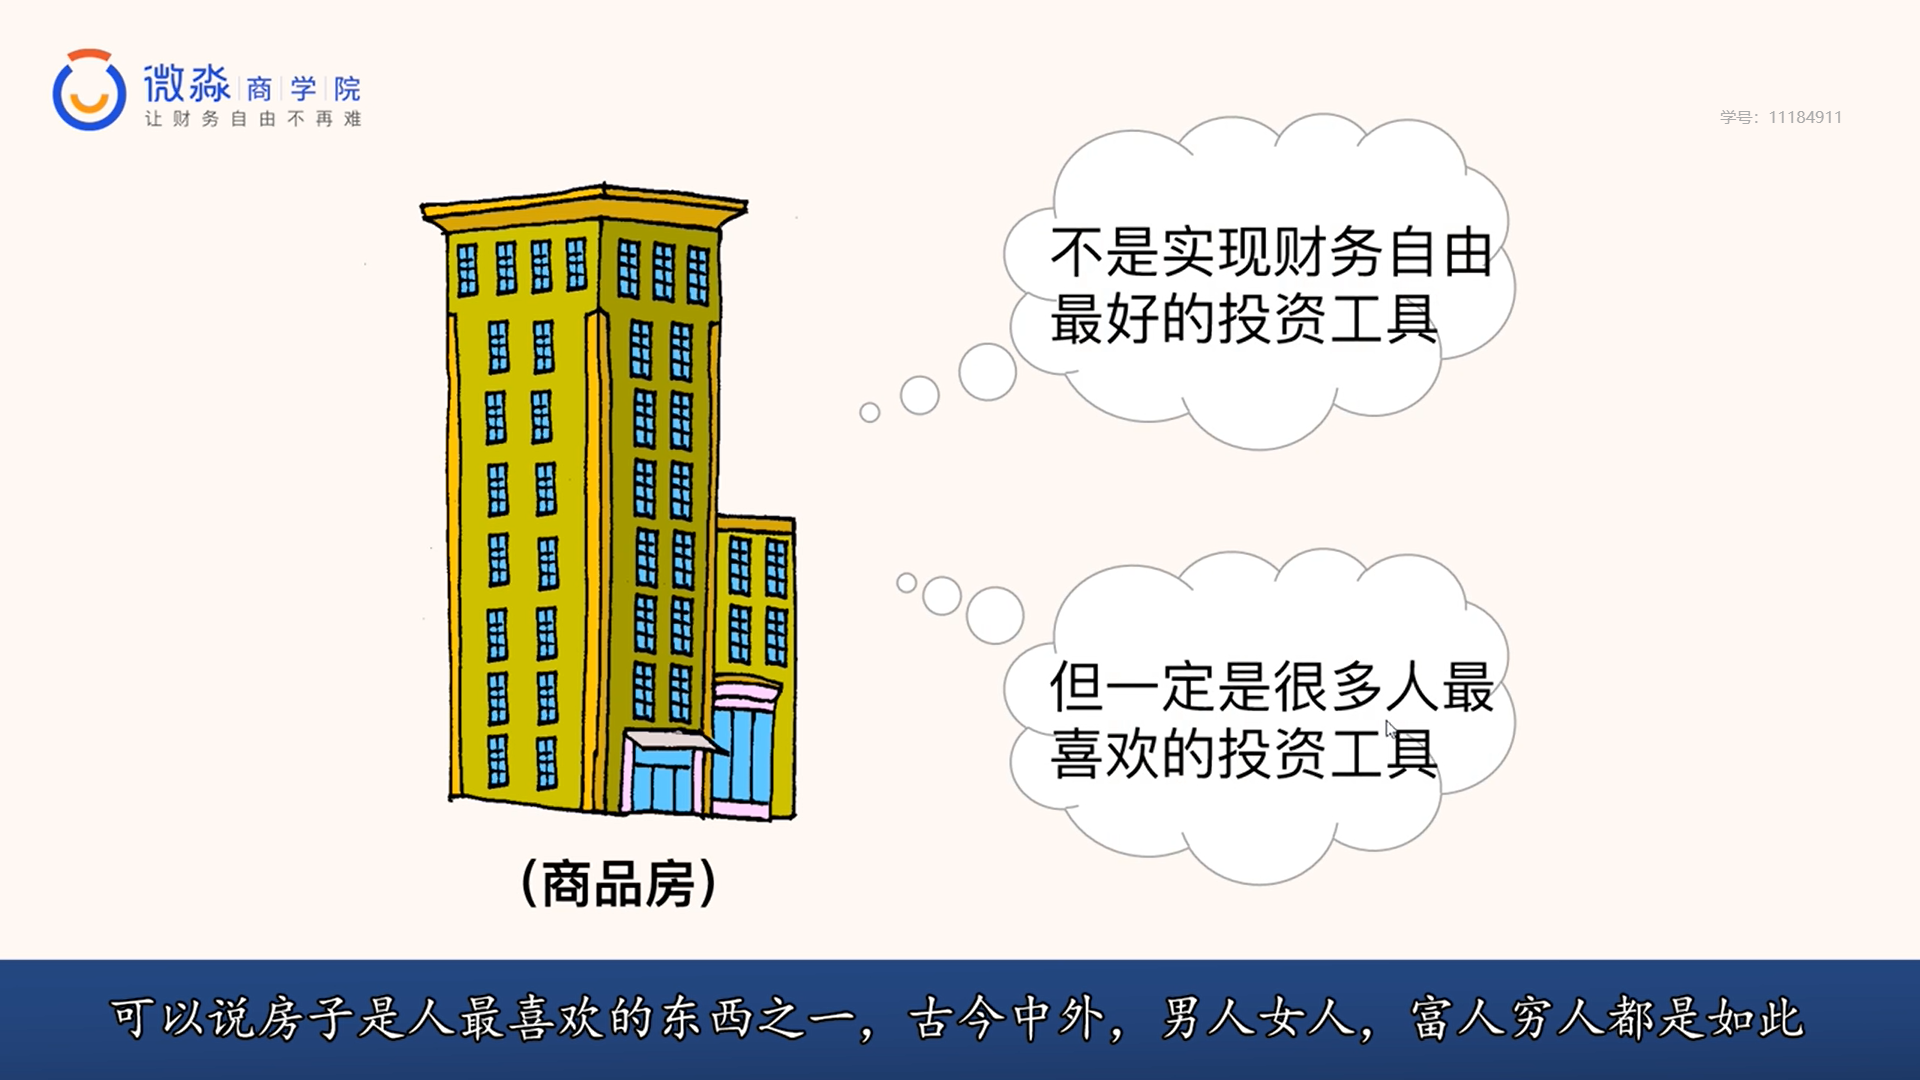 微淼商学院
让财务自由不再难
学号：11184911
不是实现财务自由
最好的投资工具
但一定是很多人最
喜欢的投资工具
（商品房）
可以说房子是人最喜欢的东西之一，古今中外，男人女人，富人穷人都是如此